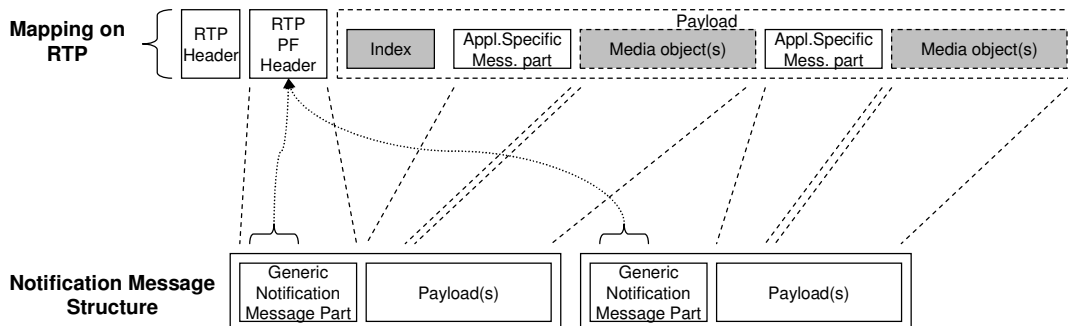 Mapping on
RTP
RTP
Header
RTP
PF
Header
Payload
Index
Appl.Specific
Mess. part
Media object(s)
Appl.Specific
Mess. part
Media object(s)
Notification Message
Structure
Generic
Notification
Message Part
Payload(s)
Generic
Notification
Message Part
Payload(s)